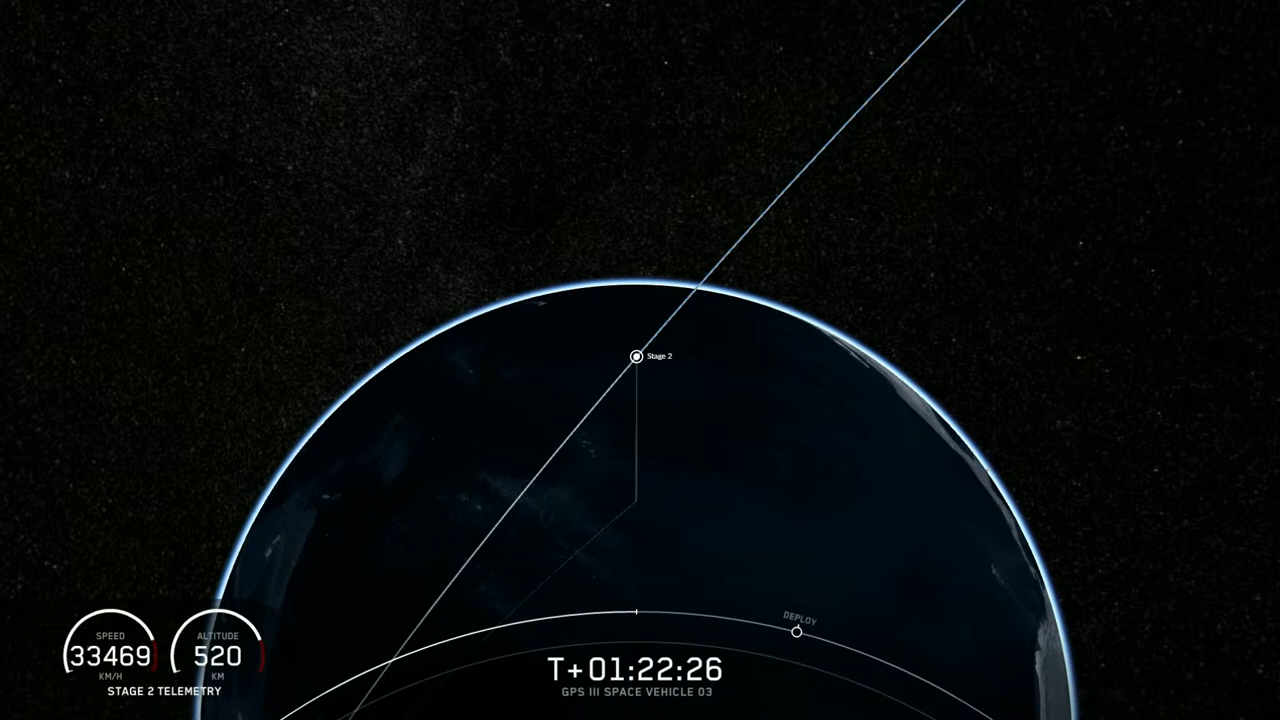 Stage 2
DEPLOY
SPEED
33469
KM/H
ALTITUDE
520
KM
STAGE 2 TELEMETRY
T+01:22:26
GPS III SPACE VEHICLE 03